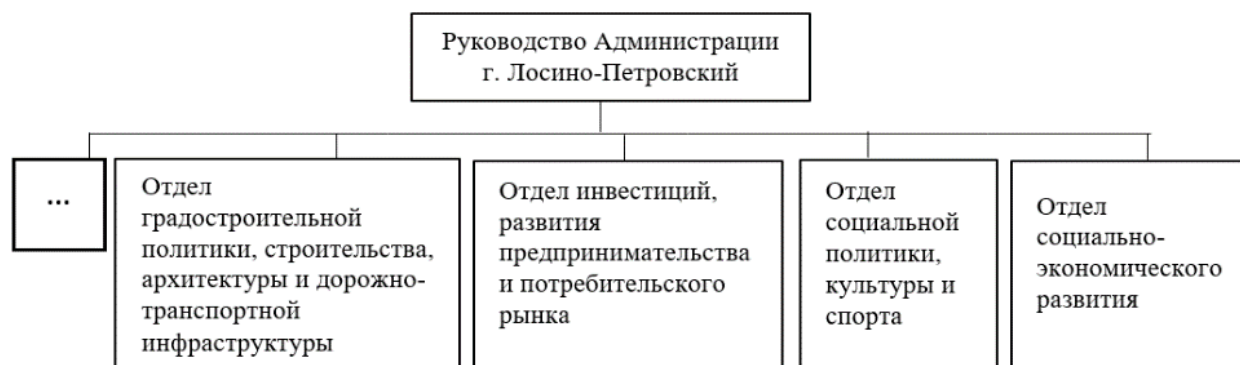 Руководство Администрации
г. Лосино-Петровский
...
Отдел
градостроительной
политики, строительства,
архитектуры и дорожно-
транспортной
инфраструктуры
Отдел инвестиций,
развития
предпринимательства
и потребительского
рынка
Отдел
социальной
политики,
культуры и
спорта
Отдел
социально-
экономического
развития